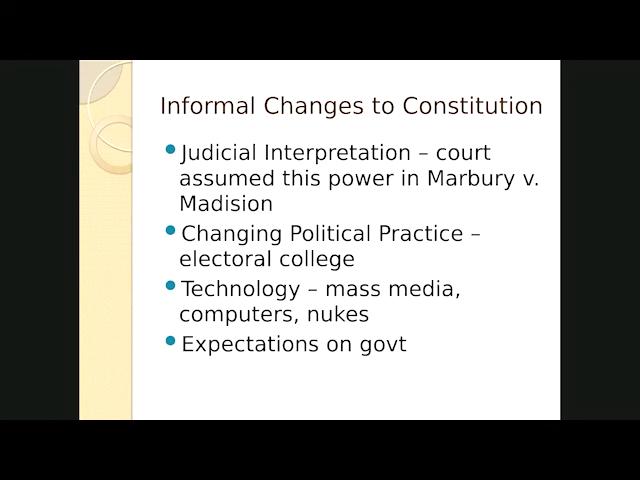 Informal Changes to Constitution
Judicial Interpretation – court
assumed this power in Marbury v.
Madision
Changing Political Practice –
electoral college
Technology – mass media,
computers, nukes
Expectations on govt